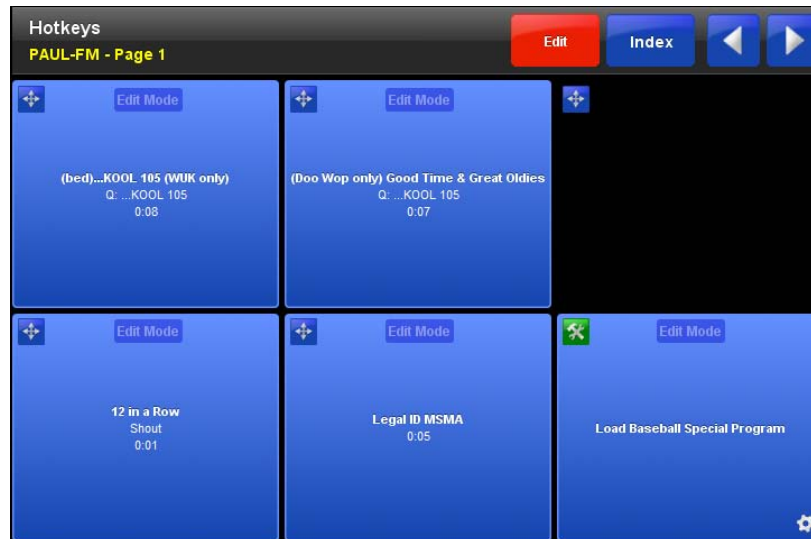 Hotkeys
PAUL-FM - Page 1
Edit
Index
Edit Mode
Edit Mode
(bed)...KOOL 105 (WUK only)
Q: ...KOOL 105
0:08
(Doo Wop only) Good Time & Great Oldies
Q: ...KOOL 105
0:07
Edit Mode
Edit Mode
Edit Mode
12 in a Row
Shout
0:01
Legal ID MSMA
0:05
Load Baseball Special Program